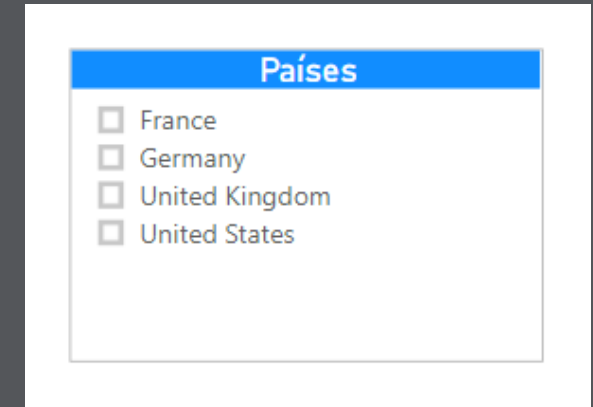 Países
France
Germany
United Kingdom
United States